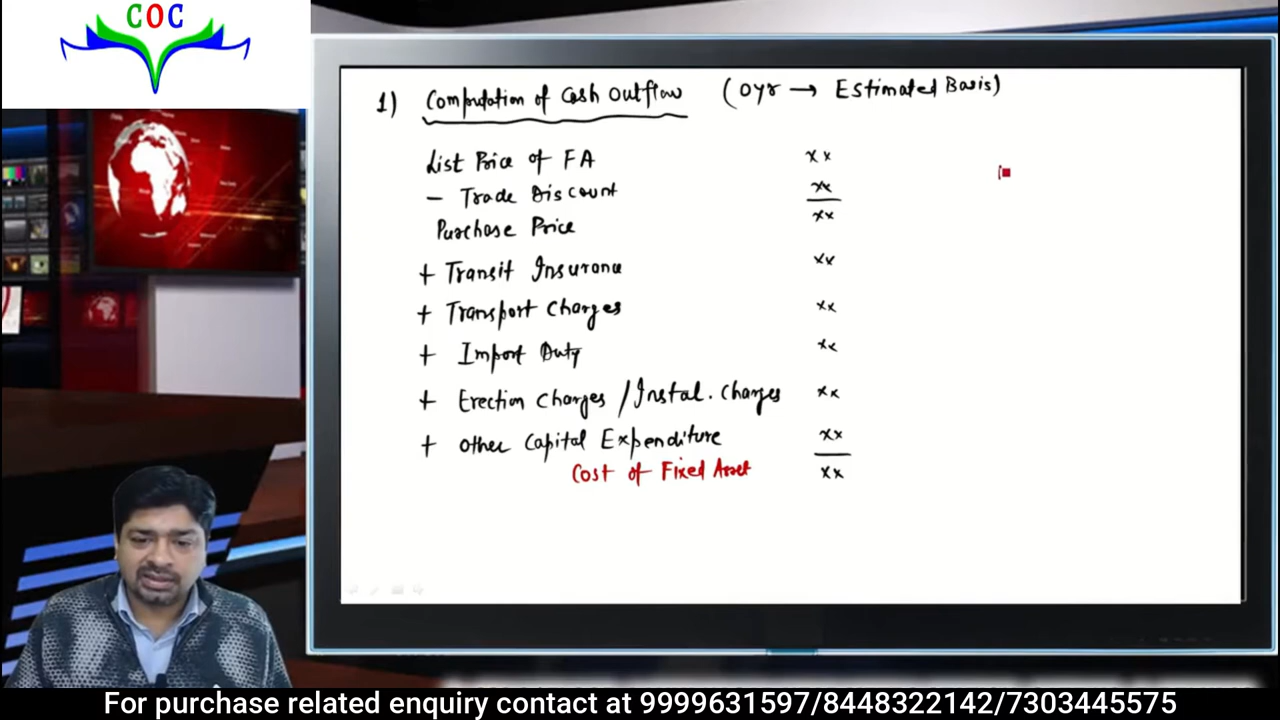 COC
1) Computation of Cash Outflow (0yr → Estimated Basis)
List Price of FA xx
- Trade Discount xx
xx
Purchase Price
+ Transit Insurance xx
+ Transport Charges xx
+ Import Duty xx
+ Erection Charges / Instal. Charges xx
+ Other Capital Expenditure xx
Cost of Fixed Asset xx
For purchase related enquiry contact at 9999631597/8448322142/7303445575